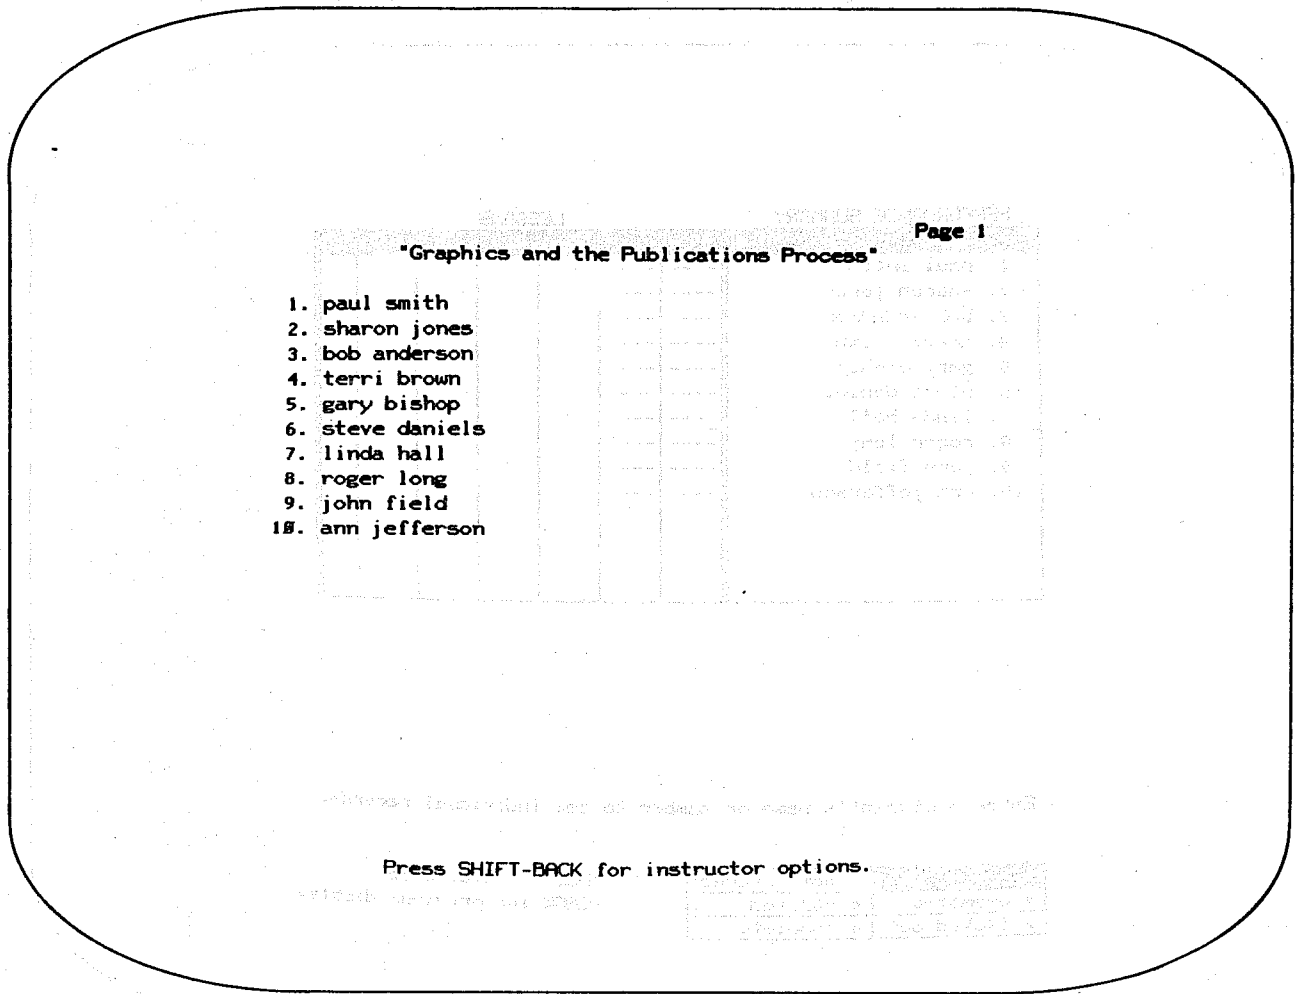 Page 1
"Graphics and the Publications Process"
1. paul smith
2. sharon jones
3. bob anderson
4. terri brown
5. gary bishop
6. steve daniels
7. linda hall
8. roger long
9. john field
10. ann jefferson
Press SHIFT-BACK for instructor options.